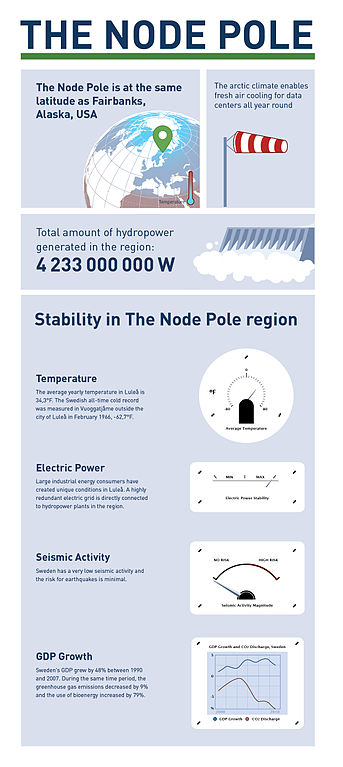 THE NODE POLE
The Node Pole is at the same
latitude as Fairbanks,
Alaska, USA
Temperature
The arctic climate enables
fresh air cooling for data
centers all year round
Total amount of hydropower
generated in the region:
4 233 000 000 W
Stability in The Node Pole region
Temperature
The average yearly temperature in Luleå is
34,3°F. The Swedish all-time cold record
was measured in Vuoggatjålme outside the
city of Luleå in February 1966, -62,7°F.
0
°F
-80
80
Average Temperature
Electric Power
Large industrial energy consumers have
created unique conditions in Luleå. A highly
redundant electric grid is directly connected
to hydropower plants in the region.
MIN
MAX
Electric Power Stability
Seismic Activity
Sweden has a very low seismic activity and
the risk for earthquakes is minimal.
NO RISK
HIGH RISK
Seismic Activity Magnitude
GDP Growth
Sweden's GDP grew by 48% between 1990
and 2007. During the same time period, the
greenhouse gas emissions decreased by 9%
and the use of bioenergy increased by 79%.
GDP Growth and CO2 Discharge, Sweden
GDP Growth
CO2 Discharge